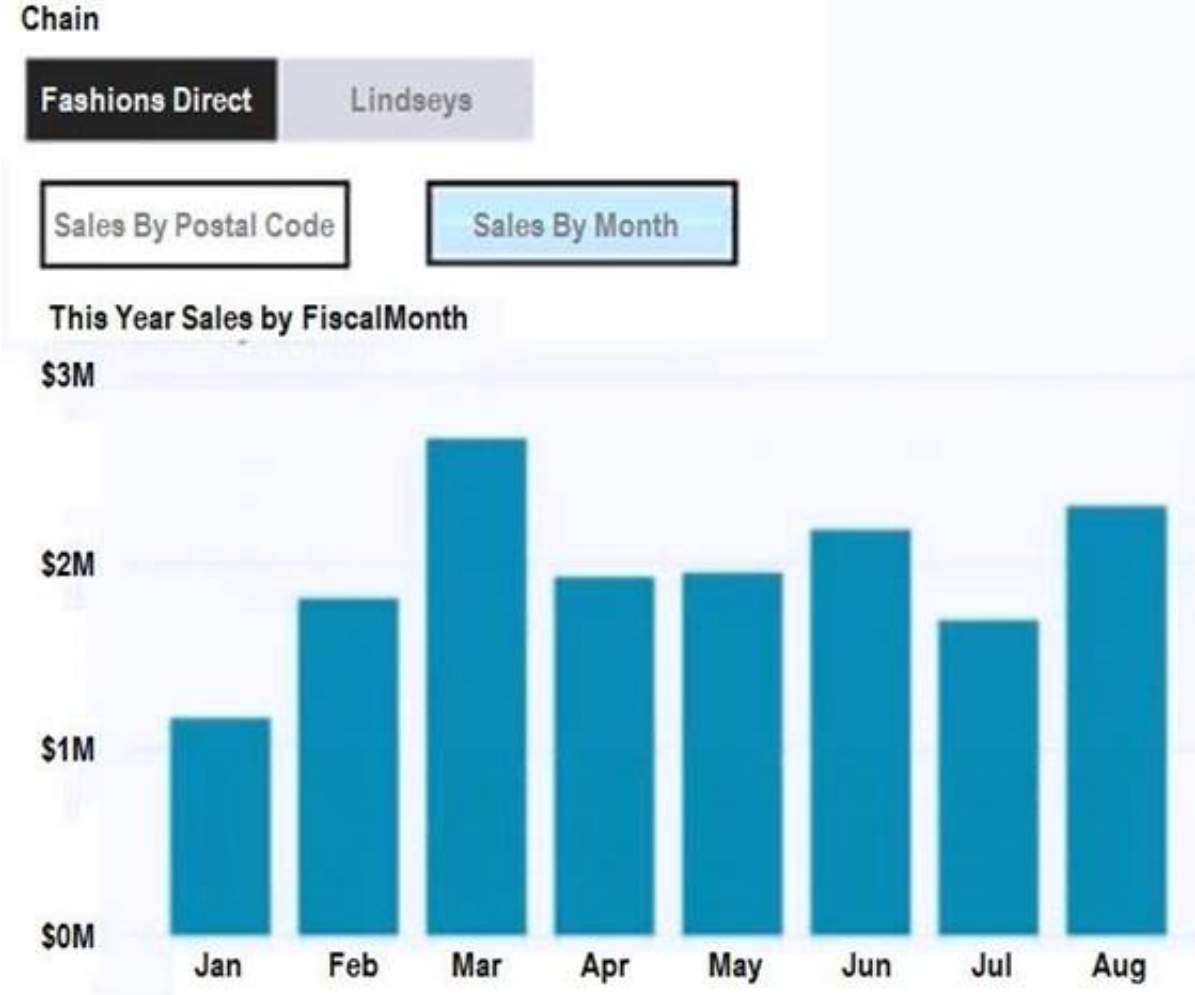 Chain
Fashions Direct Lindseys
Sales By Postal Code Sales By Month
This Year Sales by FiscalMonth
$3M
$2M
$1M
$0M
Jan Feb Mar Apr May Jun Jul Aug